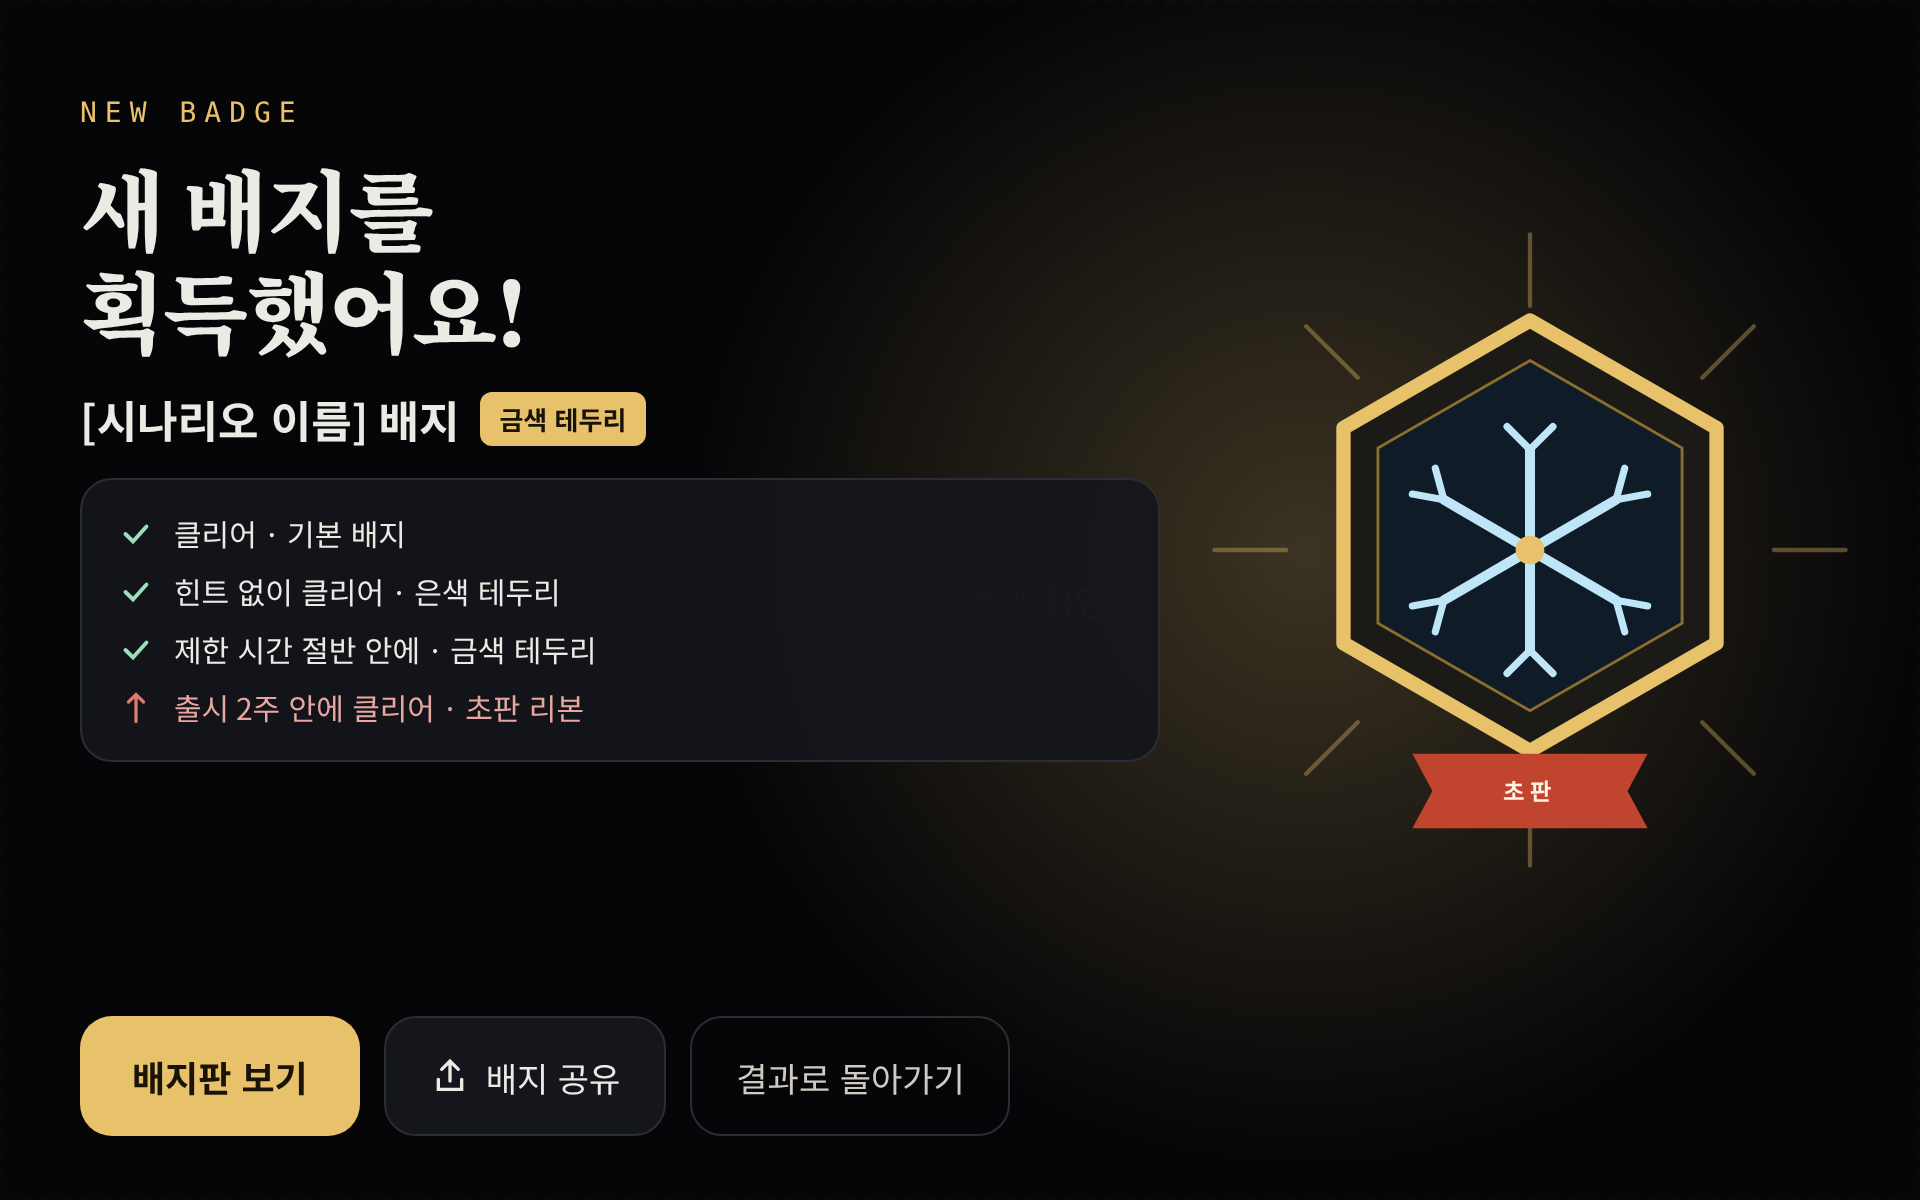 NEW BADGE
새 배지를
획득했어요!
[시나리오 이름] 배지 금색 테두리
클리어 · 기본 배지
힌트 없이 클리어 · 은색 테두리
결과 화면]
제한 시간 절반 안에 · 금색 테두리
출시 2주 안에 클리어 · 초판 리본
초판
배지판 보기
배지 공유
결과로 돌아가기